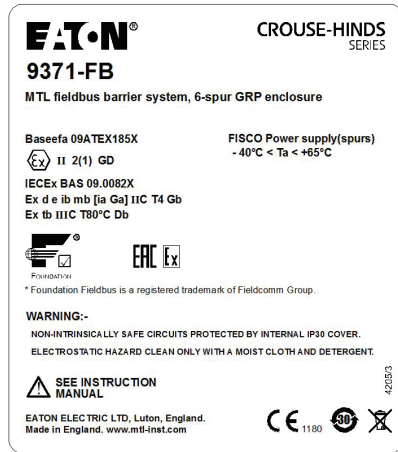 EATON®
CROUSE-HINDS
SERIES
9371-FB
MTL fieldbus barrier system, 6-spur GRP enclosure
Baseefa 09ATEX185X
FISCO Power supply(spurs)
Ex II 2(1) GD
- 40°C < Ta < +65°C
IECEx BAS 09.0082X
Ex d e ib mb [ia Ga] IIC T4 Gb
Ex tb IIIC T80°C Db
F®
FOUNDATION
EAC Ex
* Foundation Fieldbus is a registered trademark of Fieldcomm Group.
WARNING:-
NON-INTRINSICALLY SAFE CIRCUITS PROTECTED BY INTERNAL IP30 COVER.
ELECTROSTATIC HAZARD CLEAN ONLY WITH A MOIST CLOTH AND DETERGENT.
SEE INSTRUCTION
MANUAL
4205/3
EATON ELECTRIC LTD, Luton, England.
Made in England. www.mtl-inst.com
CE 1180
30